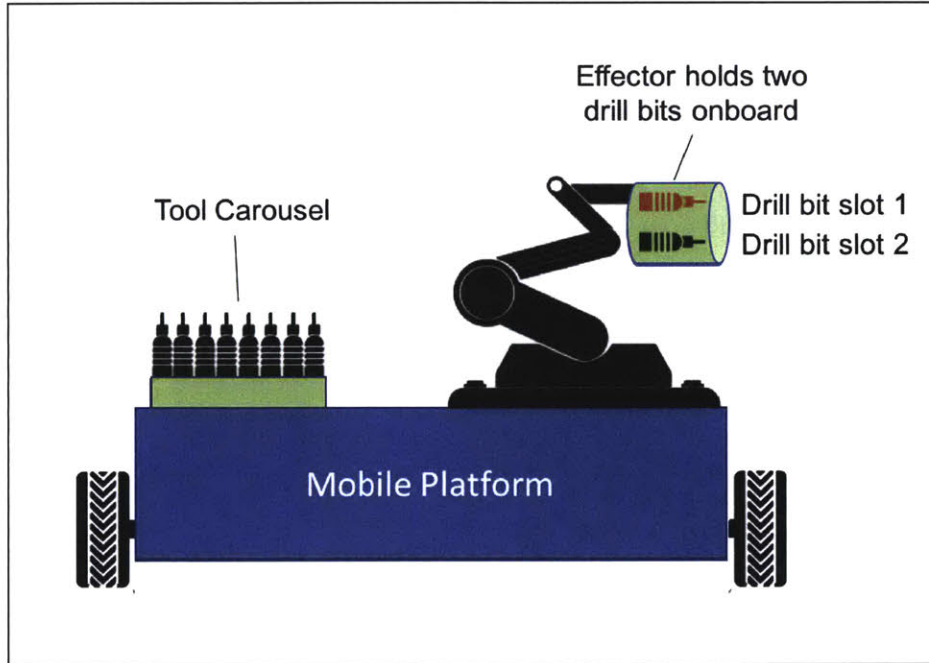 Effector holds two
drill bits onboard
Tool Carousel
Drill bit slot 1
Drill bit slot 2
Mobile Platform